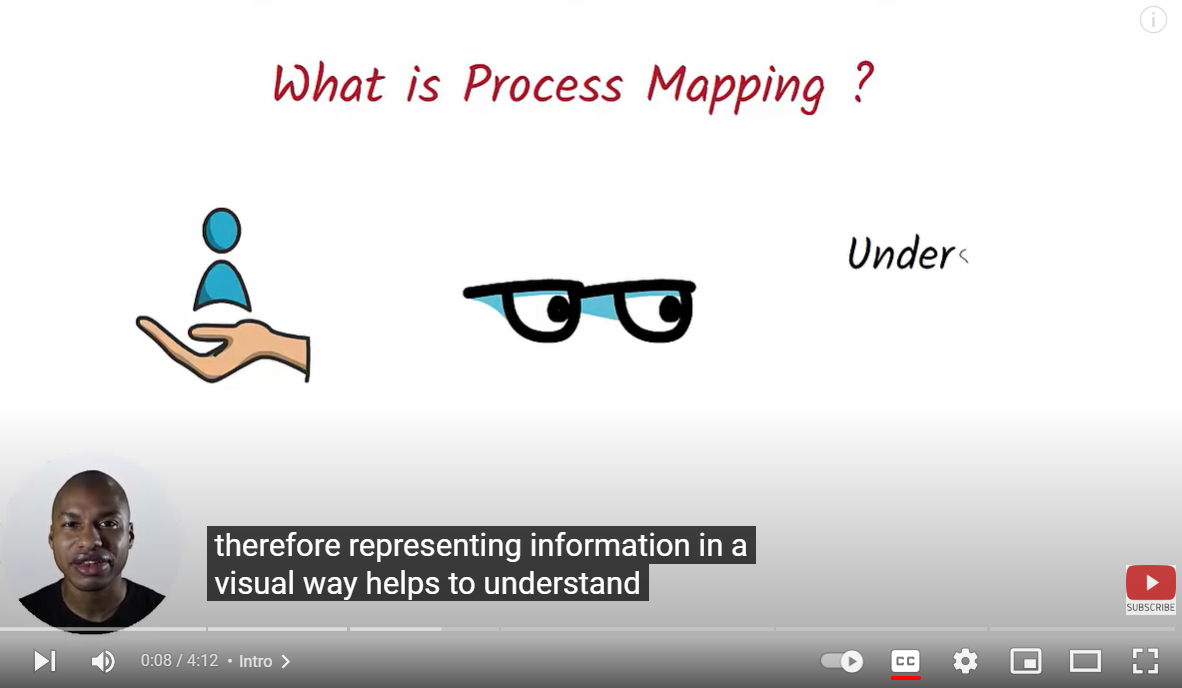 What is Process Mapping ?
Under
therefore representing information in a
visual way helps to understand
SUBSCRIBE
0:08 / 4:12 • Intro
CC